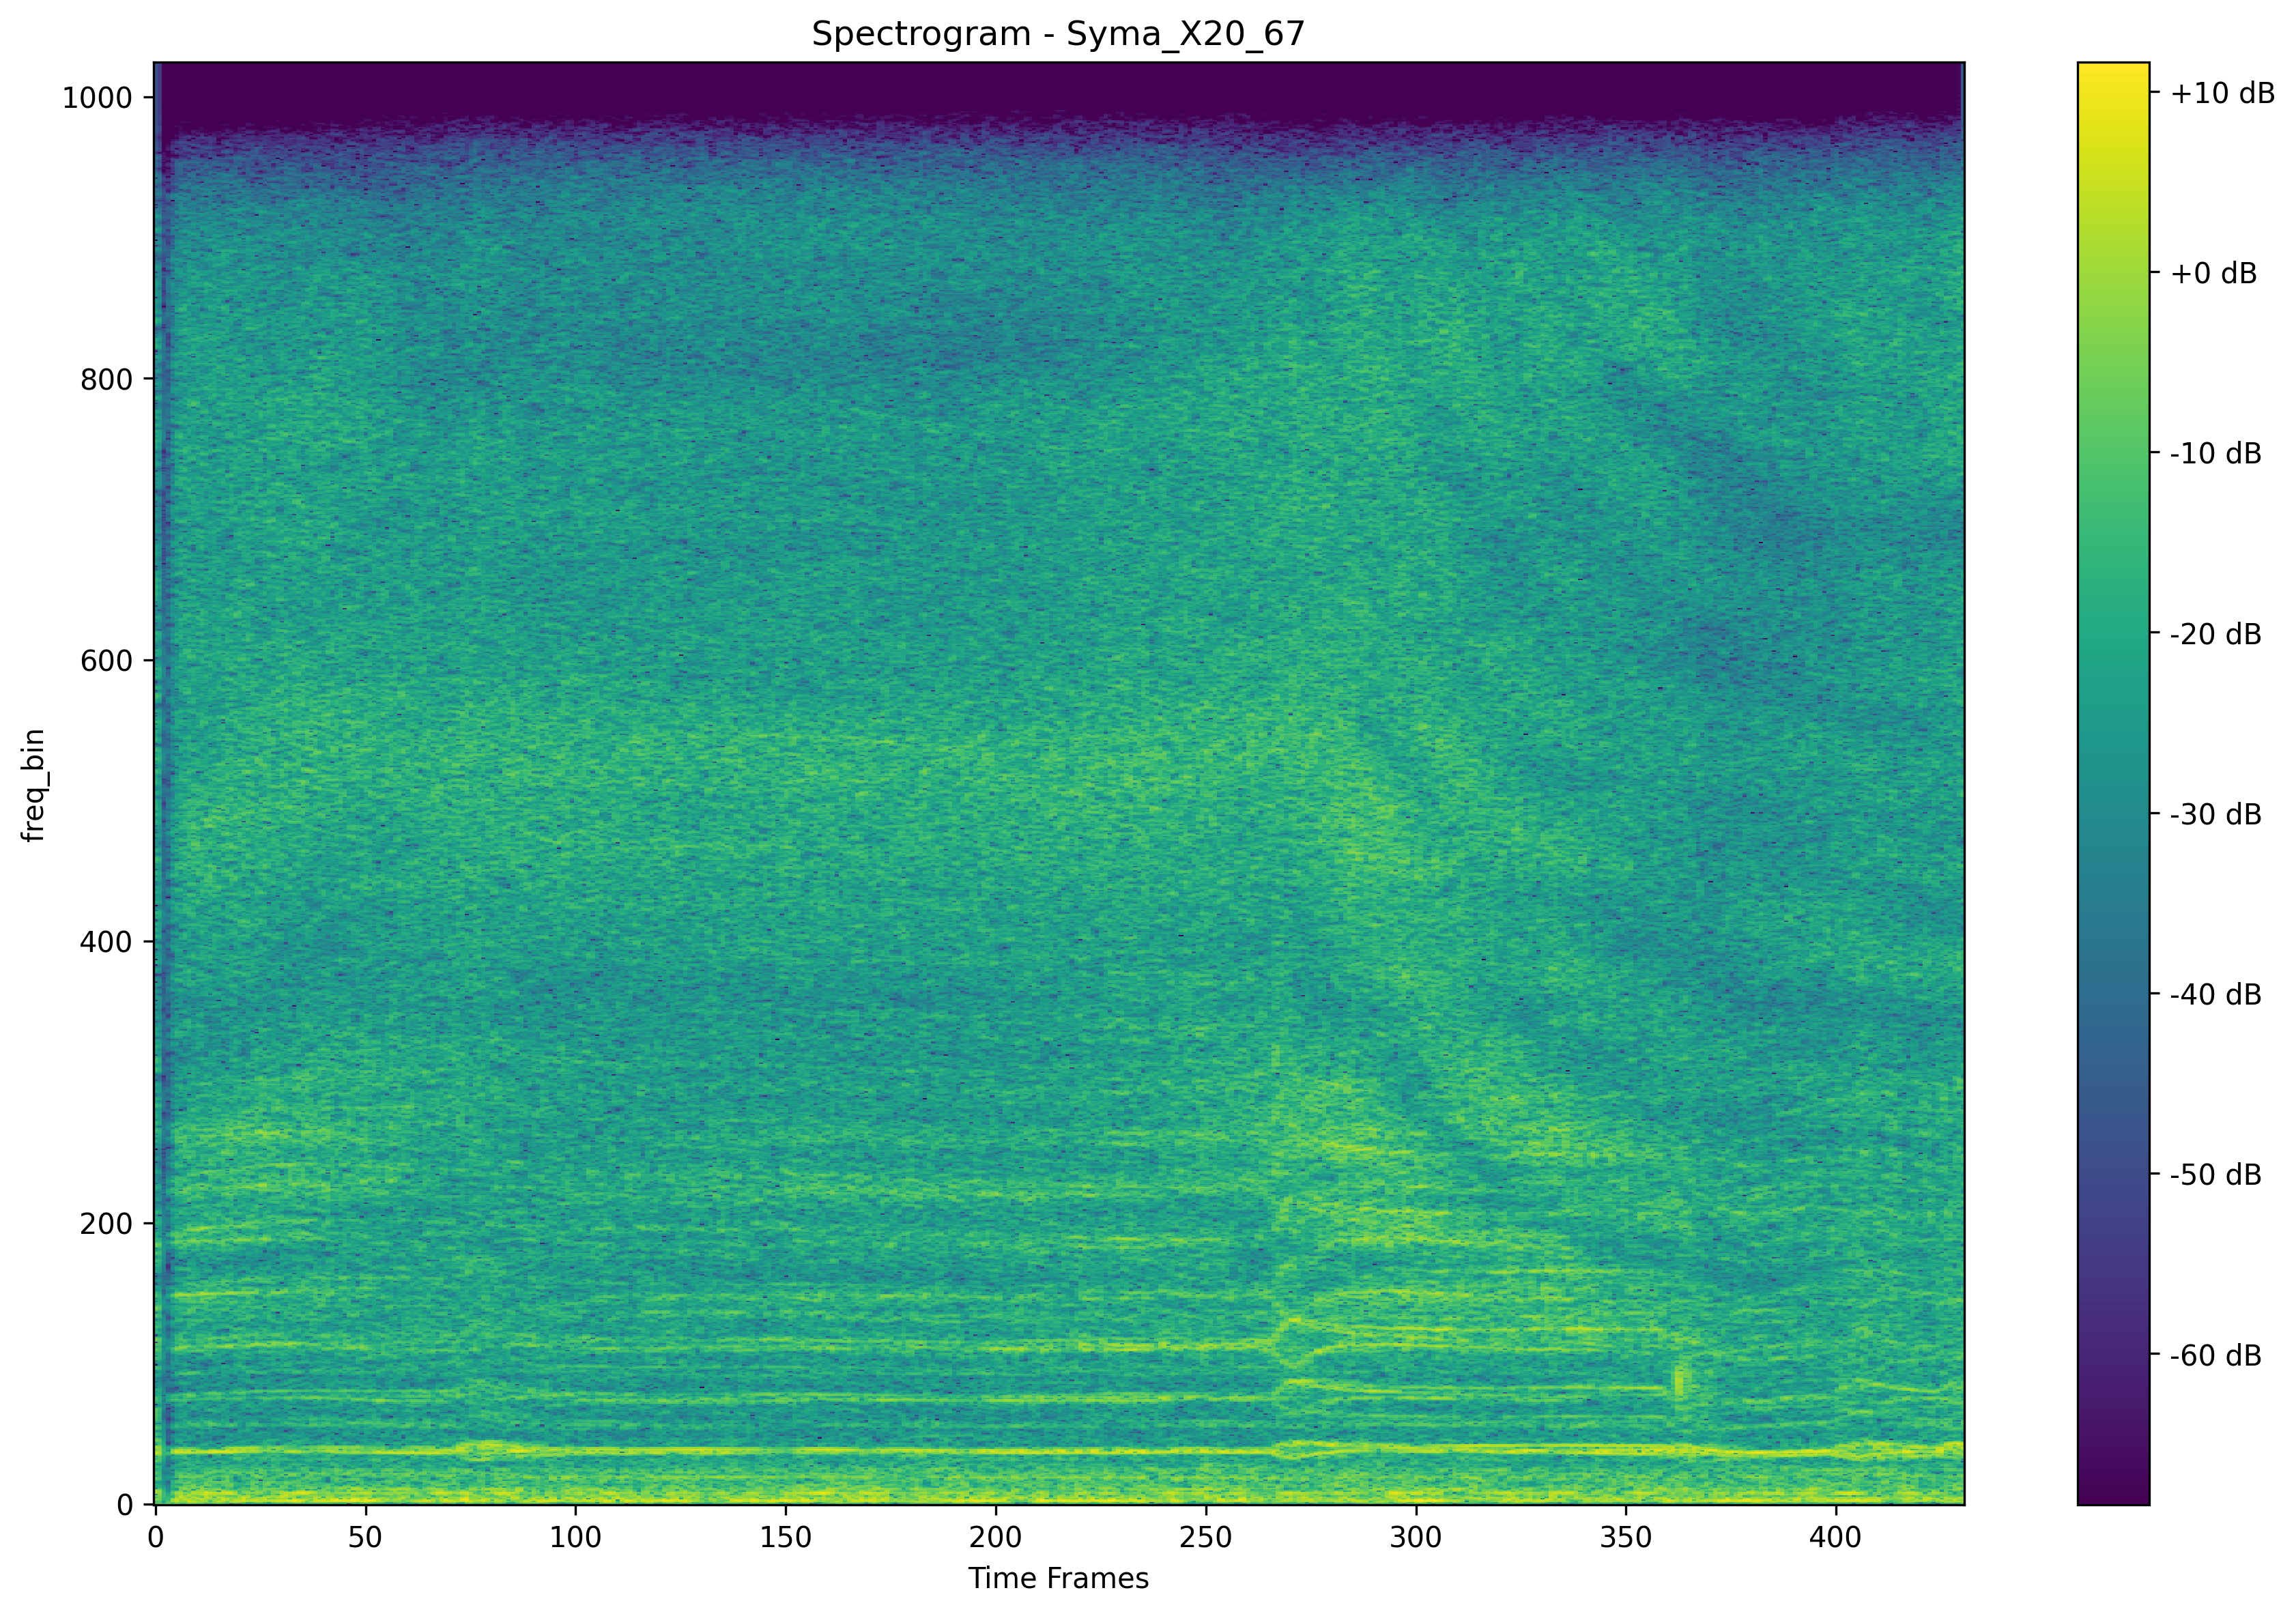 Spectrogram - Syma_X20_67
freq_bin
1000
800
600
400
200
0
0 50 100 150 200 250 300 350 400
Time Frames
+10 dB
+0 dB
-10 dB
-20 dB
-30 dB
-40 dB
-50 dB
-60 dB